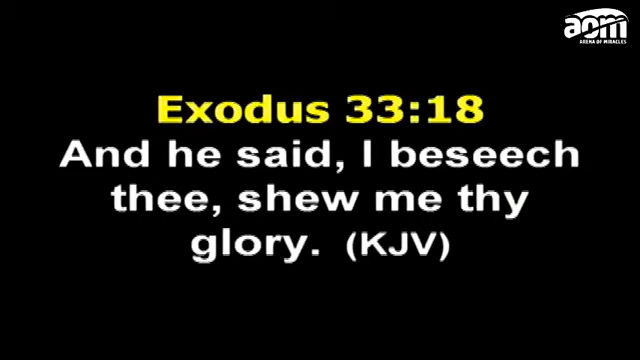 aom
ARENA OF MIRACLES
Exodus 33:18
And he said, I beseech
thee, shew me thy
glory. (KJV)